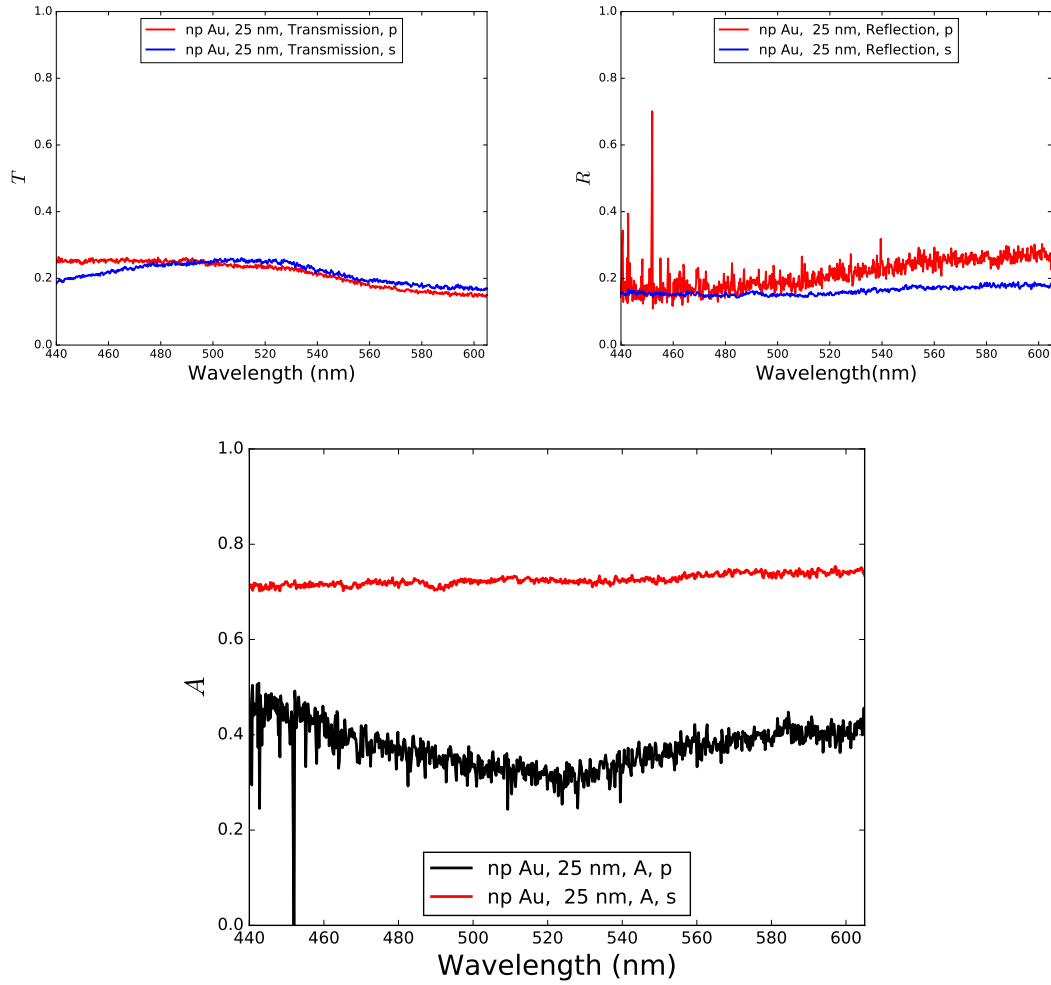 np Au, 25 nm, Transmission, p
np Au, 25 nm, Transmission, s
1.0
0.8
0.6
0.4
0.2
0.0
T
440 460 480 500 520 540 560 580 600
Wavelength (nm)
np Au,  25 nm, Reflection, p
np Au,  25 nm, Reflection, s
1.0
0.8
0.6
0.4
0.2
0.0
R
440 460 480 500 520 540 560 580 600
Wavelength(nm)
1.0
0.8
0.6
0.4
0.2
0.0
A
np Au, 25 nm, A, p
np Au,  25 nm, A, s
440 460 480 500 520 540 560 580 600
Wavelength (nm)